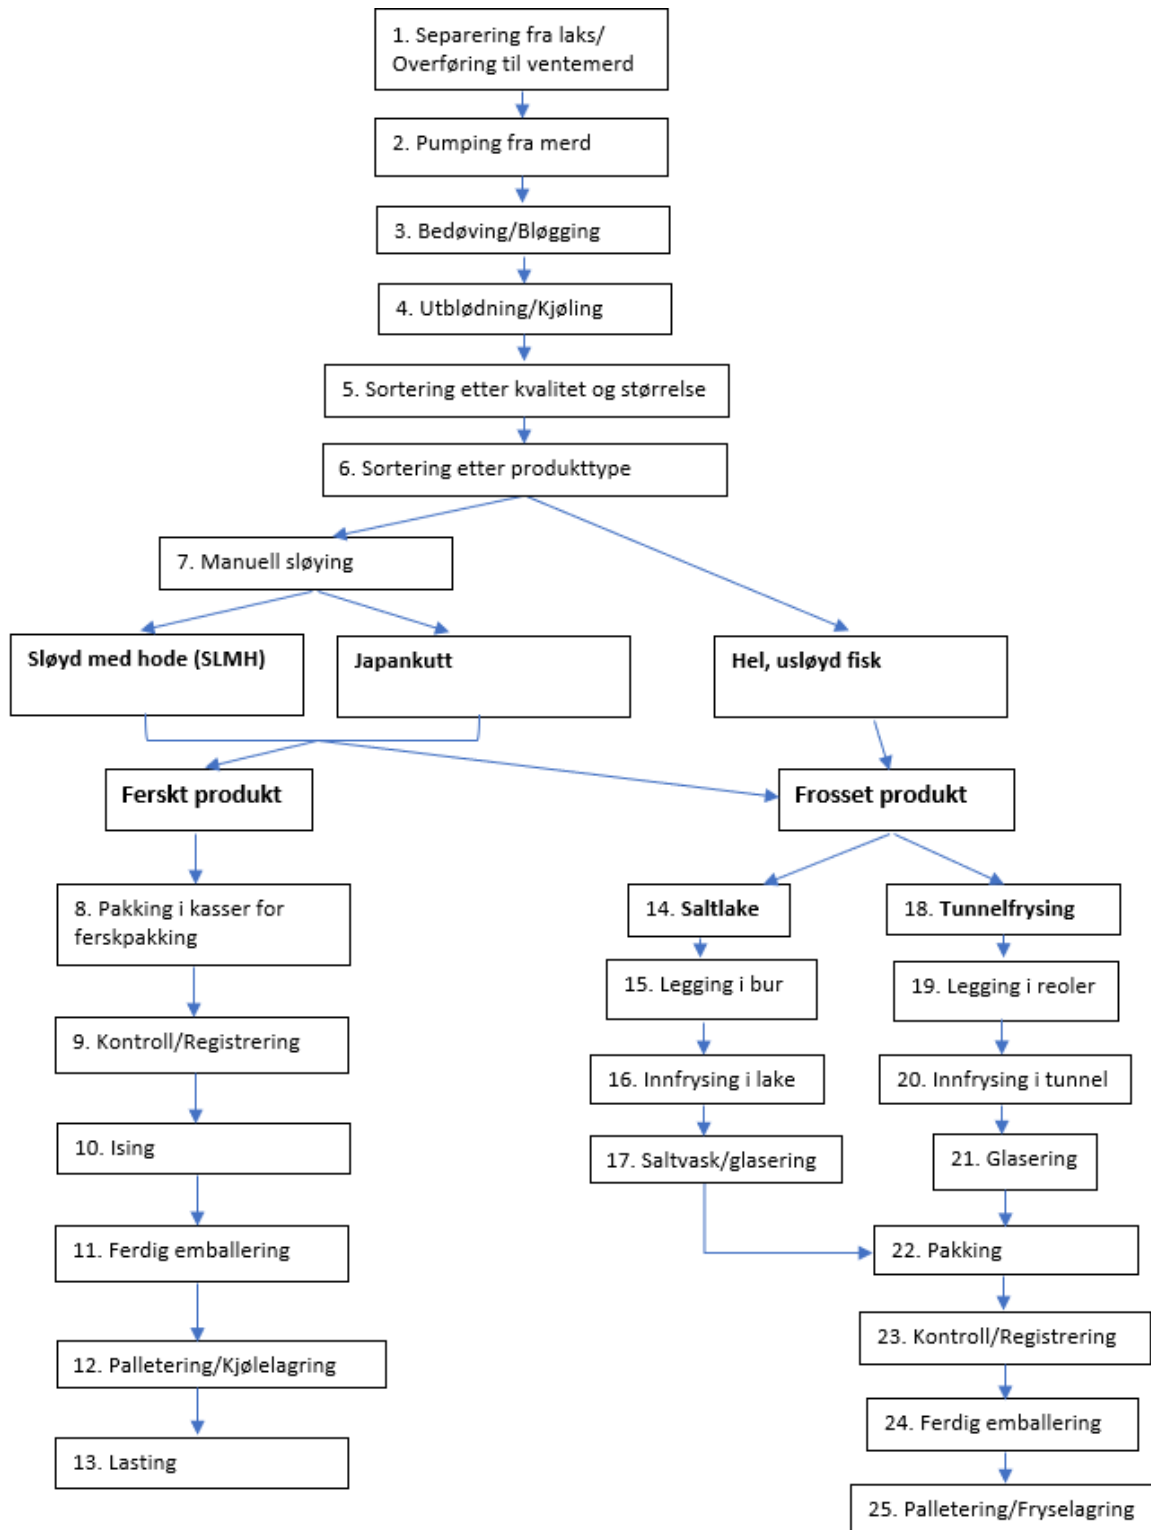 1. Separering fra laks/
Overføring til ventemerd
2. Pumping fra merd
3. Bedøving/Bløgging
4. Utblødning/Kjøling
5. Sortering etter kvalitet og størrelse
6. Sortering etter produkttype
7. Manuell sløying
Sløyd med hode (SLMH)
Japankutt
Hel, usløyd fisk
Ferskt produkt
Frosset produkt
8. Pakking i kasser for
ferskpakking
9. Kontroll/Registrering
10. Ising
11. Ferdig emballering
12. Palletering/Kjølelagring
13. Lasting
14. Saltlake
15. Legging i bur
16. Innfrysing i lake
17. Saltvask/glasering
18. Tunnelfrysing
19. Legging i reoler
20. Innfrysing i tunnel
21. Glasering
22. Pakking
23. Kontroll/Registrering
24. Ferdig emballering
25. Palletering/Fryselagring